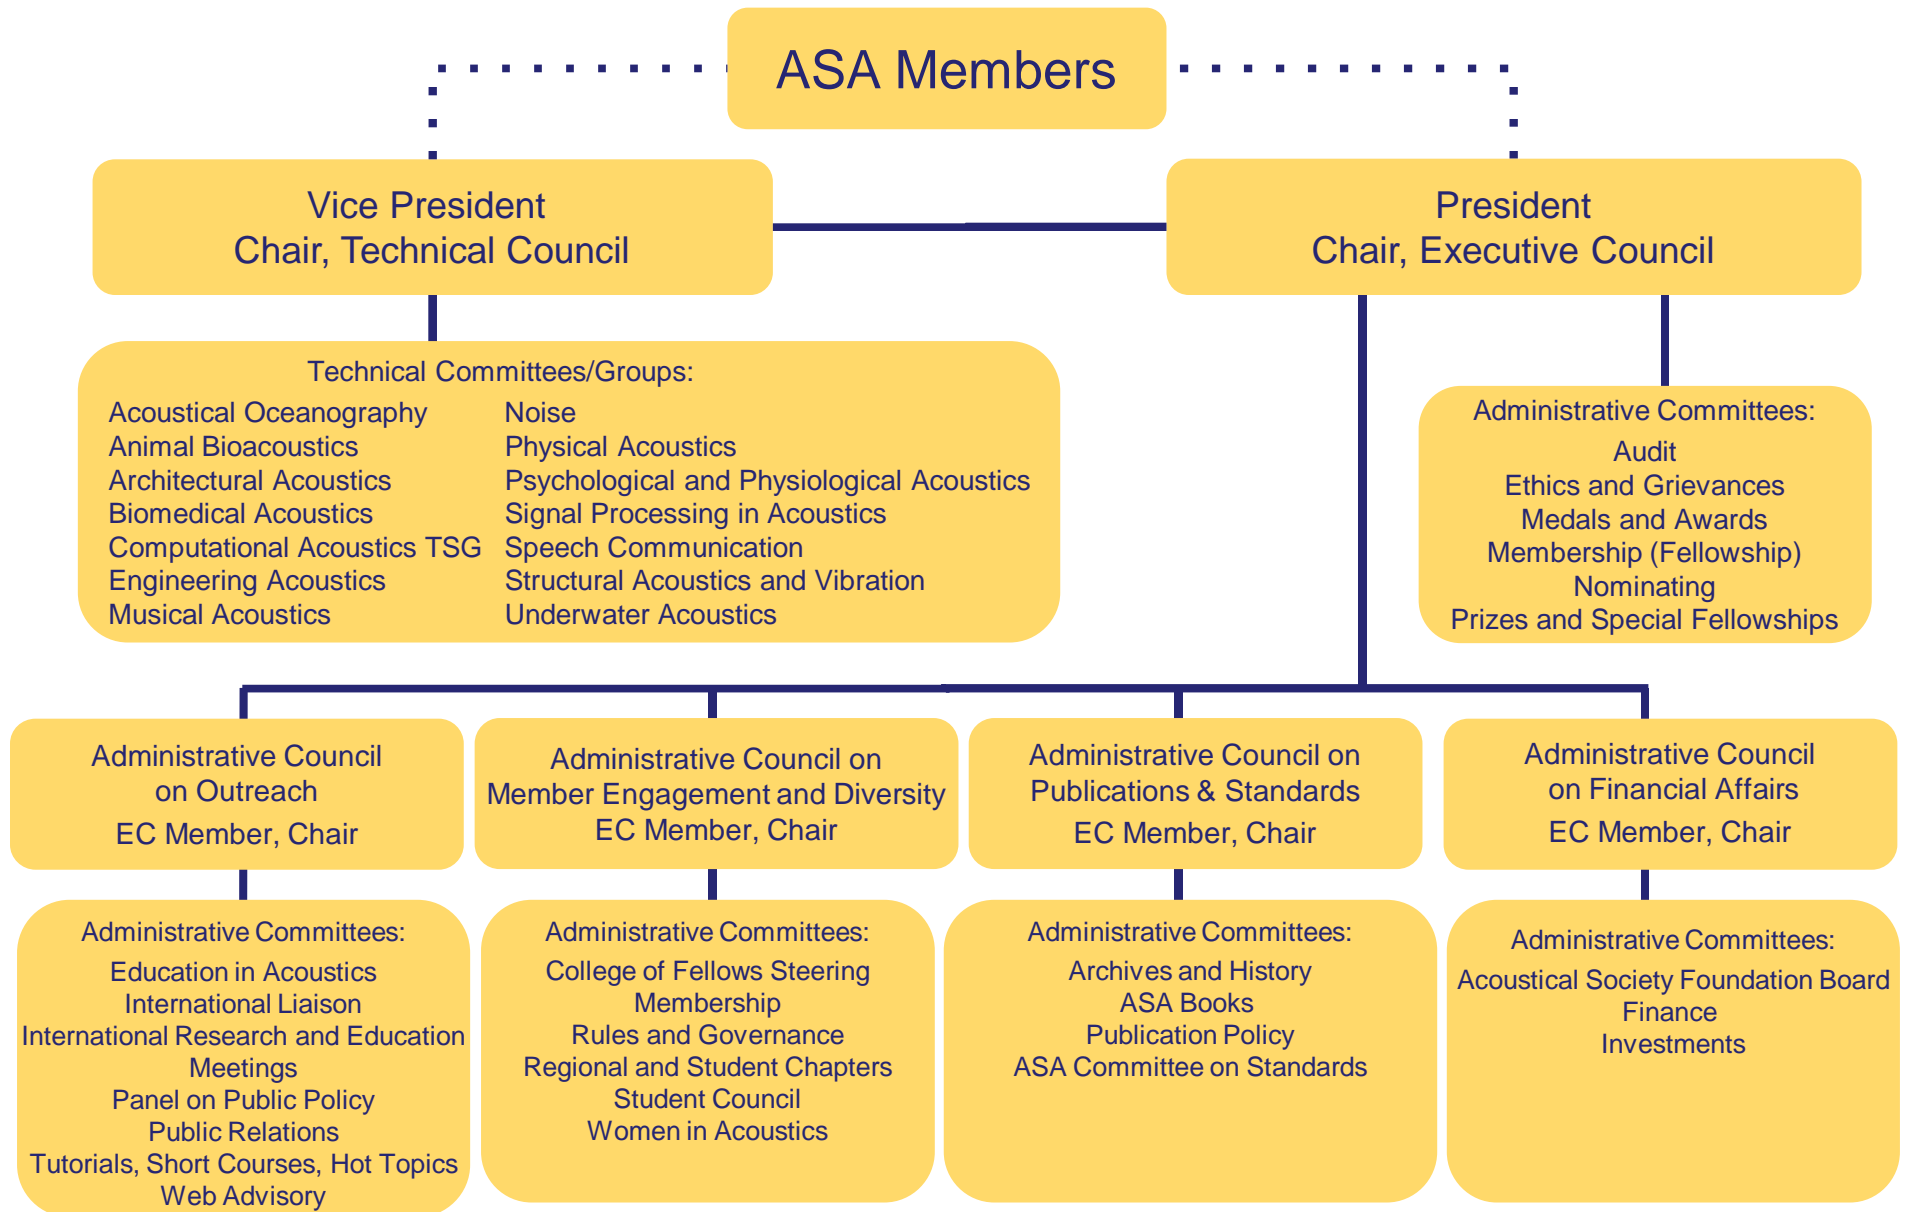 ASA Members
Vice President
Chair, Technical Council
President
Chair, Executive Council
Technical Committees/Groups:
Acoustical Oceanography
Animal Bioacoustics
Architectural Acoustics
Biomedical Acoustics
Computational Acoustics TSG
Engineering Acoustics
Musical Acoustics
Noise
Physical Acoustics
Psychological and Physiological Acoustics
Signal Processing in Acoustics
Speech Communication
Structural Acoustics and Vibration
Underwater Acoustics
Administrative Committees:
Audit
Ethics and Grievances
Medals and Awards
Membership (Fellowship)
Nominating
Prizes and Special Fellowships
Administrative Council
on Outreach
EC Member, Chair
Administrative Council on
Member Engagement and Diversity
EC Member, Chair
Administrative Council on
Publications & Standards
EC Member, Chair
Administrative Council
on Financial Affairs
EC Member, Chair
Administrative Committees:
Education in Acoustics
International Liaison
International Research and Education
Meetings
Panel on Public Policy
Public Relations
Tutorials, Short Courses, Hot Topics
Web Advisory
Administrative Committees:
College of Fellows Steering
Membership
Rules and Governance
Regional and Student Chapters
Student Council
Women in Acoustics
Administrative Committees:
Archives and History
ASA Books
Publication Policy
ASA Committee on Standards
Administrative Committees:
Acoustical Society Foundation Board
Finance
Investments